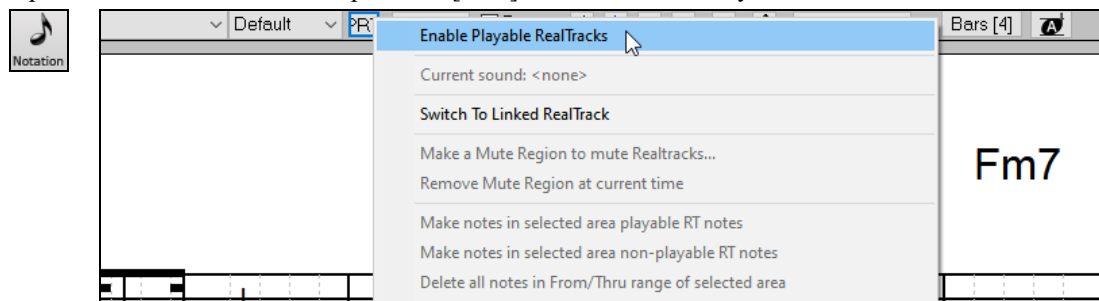 Default PRT Bars [4]
Notation
Enable Playable RealTracks
Current sound: <none>
Switch To Linked RealTrack
Make a Mute Region to mute Realtracks...
Fm7
Remove Mute Region at current time
Make notes in selected area playable RT notes
Make notes in selected area non-playable RT notes
Delete all notes in From/Thru range of selected area